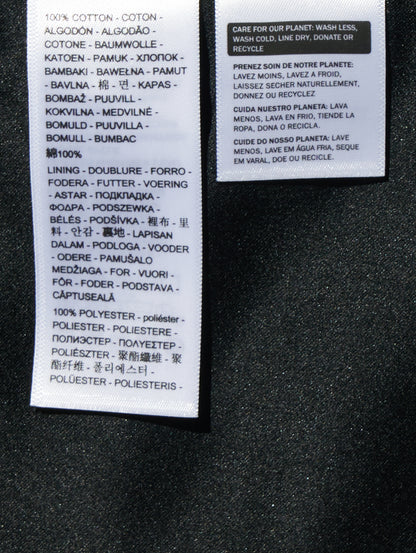 100% COTTON - COTON -
ALGODÓN - ALGODÃO -
COTONE - BAUMWOLLE -
KATOEN - PAMUK - ХЛОПОК -
BAMBAKI - BAWEŁNA - PAMUT
- BAVLNA - 棉 - 면 - KAPAS -
BOMBAŽ - PUUVILL -
KOKVILNA - MEDVILNĖ -
BOMULD - PUUVILLA -
BOMULL - BUMBAC
綿100%
LINING - DOUBLURE - FORRO -
FODERA - FUTTER - VOERING
- ASTAR - ПОДКЛАДКА -
ΦΟΔΡΑ - PODSZEWKA -
BÉLÉS - PODŠÍVKA - 裡布 - 里
料 - 안감 - 裏地 - LAPISAN
DALAM - PODLOGA - VOODER
- ODERE - PAMUŠALO
MEDŽIAGA - FOR - VUORI -
FÔR - FODER - PODSTAVA -
CĂPTUSEALĂ
100% POLYESTER - poliéster -
POLIESTER - POLIESTERE -
ПОЛИЭСТЕР - ΠΟΛΥΕΣΤΕΡ -
POLIÉSZTER - 聚酯纖維 - 聚
酯纤维 - 폴리에스터 -
POLÜESTER - POLIESTERIS -
CARE FOR OUR PLANET: WASH LESS,
WASH COLD, LINE DRY, DONATE OR
RECYCLE
PRENEZ SOIN DE NOTRE PLANETE:
LAVEZ MOINS, LAVEZ A FROID,
LAISSEZ SECHER NATURELLEMENT,
DONNEZ OU RECYCLEZ
CUIDA NUESTRO PLANETA: LAVA
MENOS, LAVA EN FRIO, TIENDE LA
ROPA, DONA O RICICLA.
CUIDE DO NOSSO PLANETA: LAVE
MENOS, LAVE EM ÁGUA FRIA, SEQUE
EM VARAL, DOE OU RECICLE.